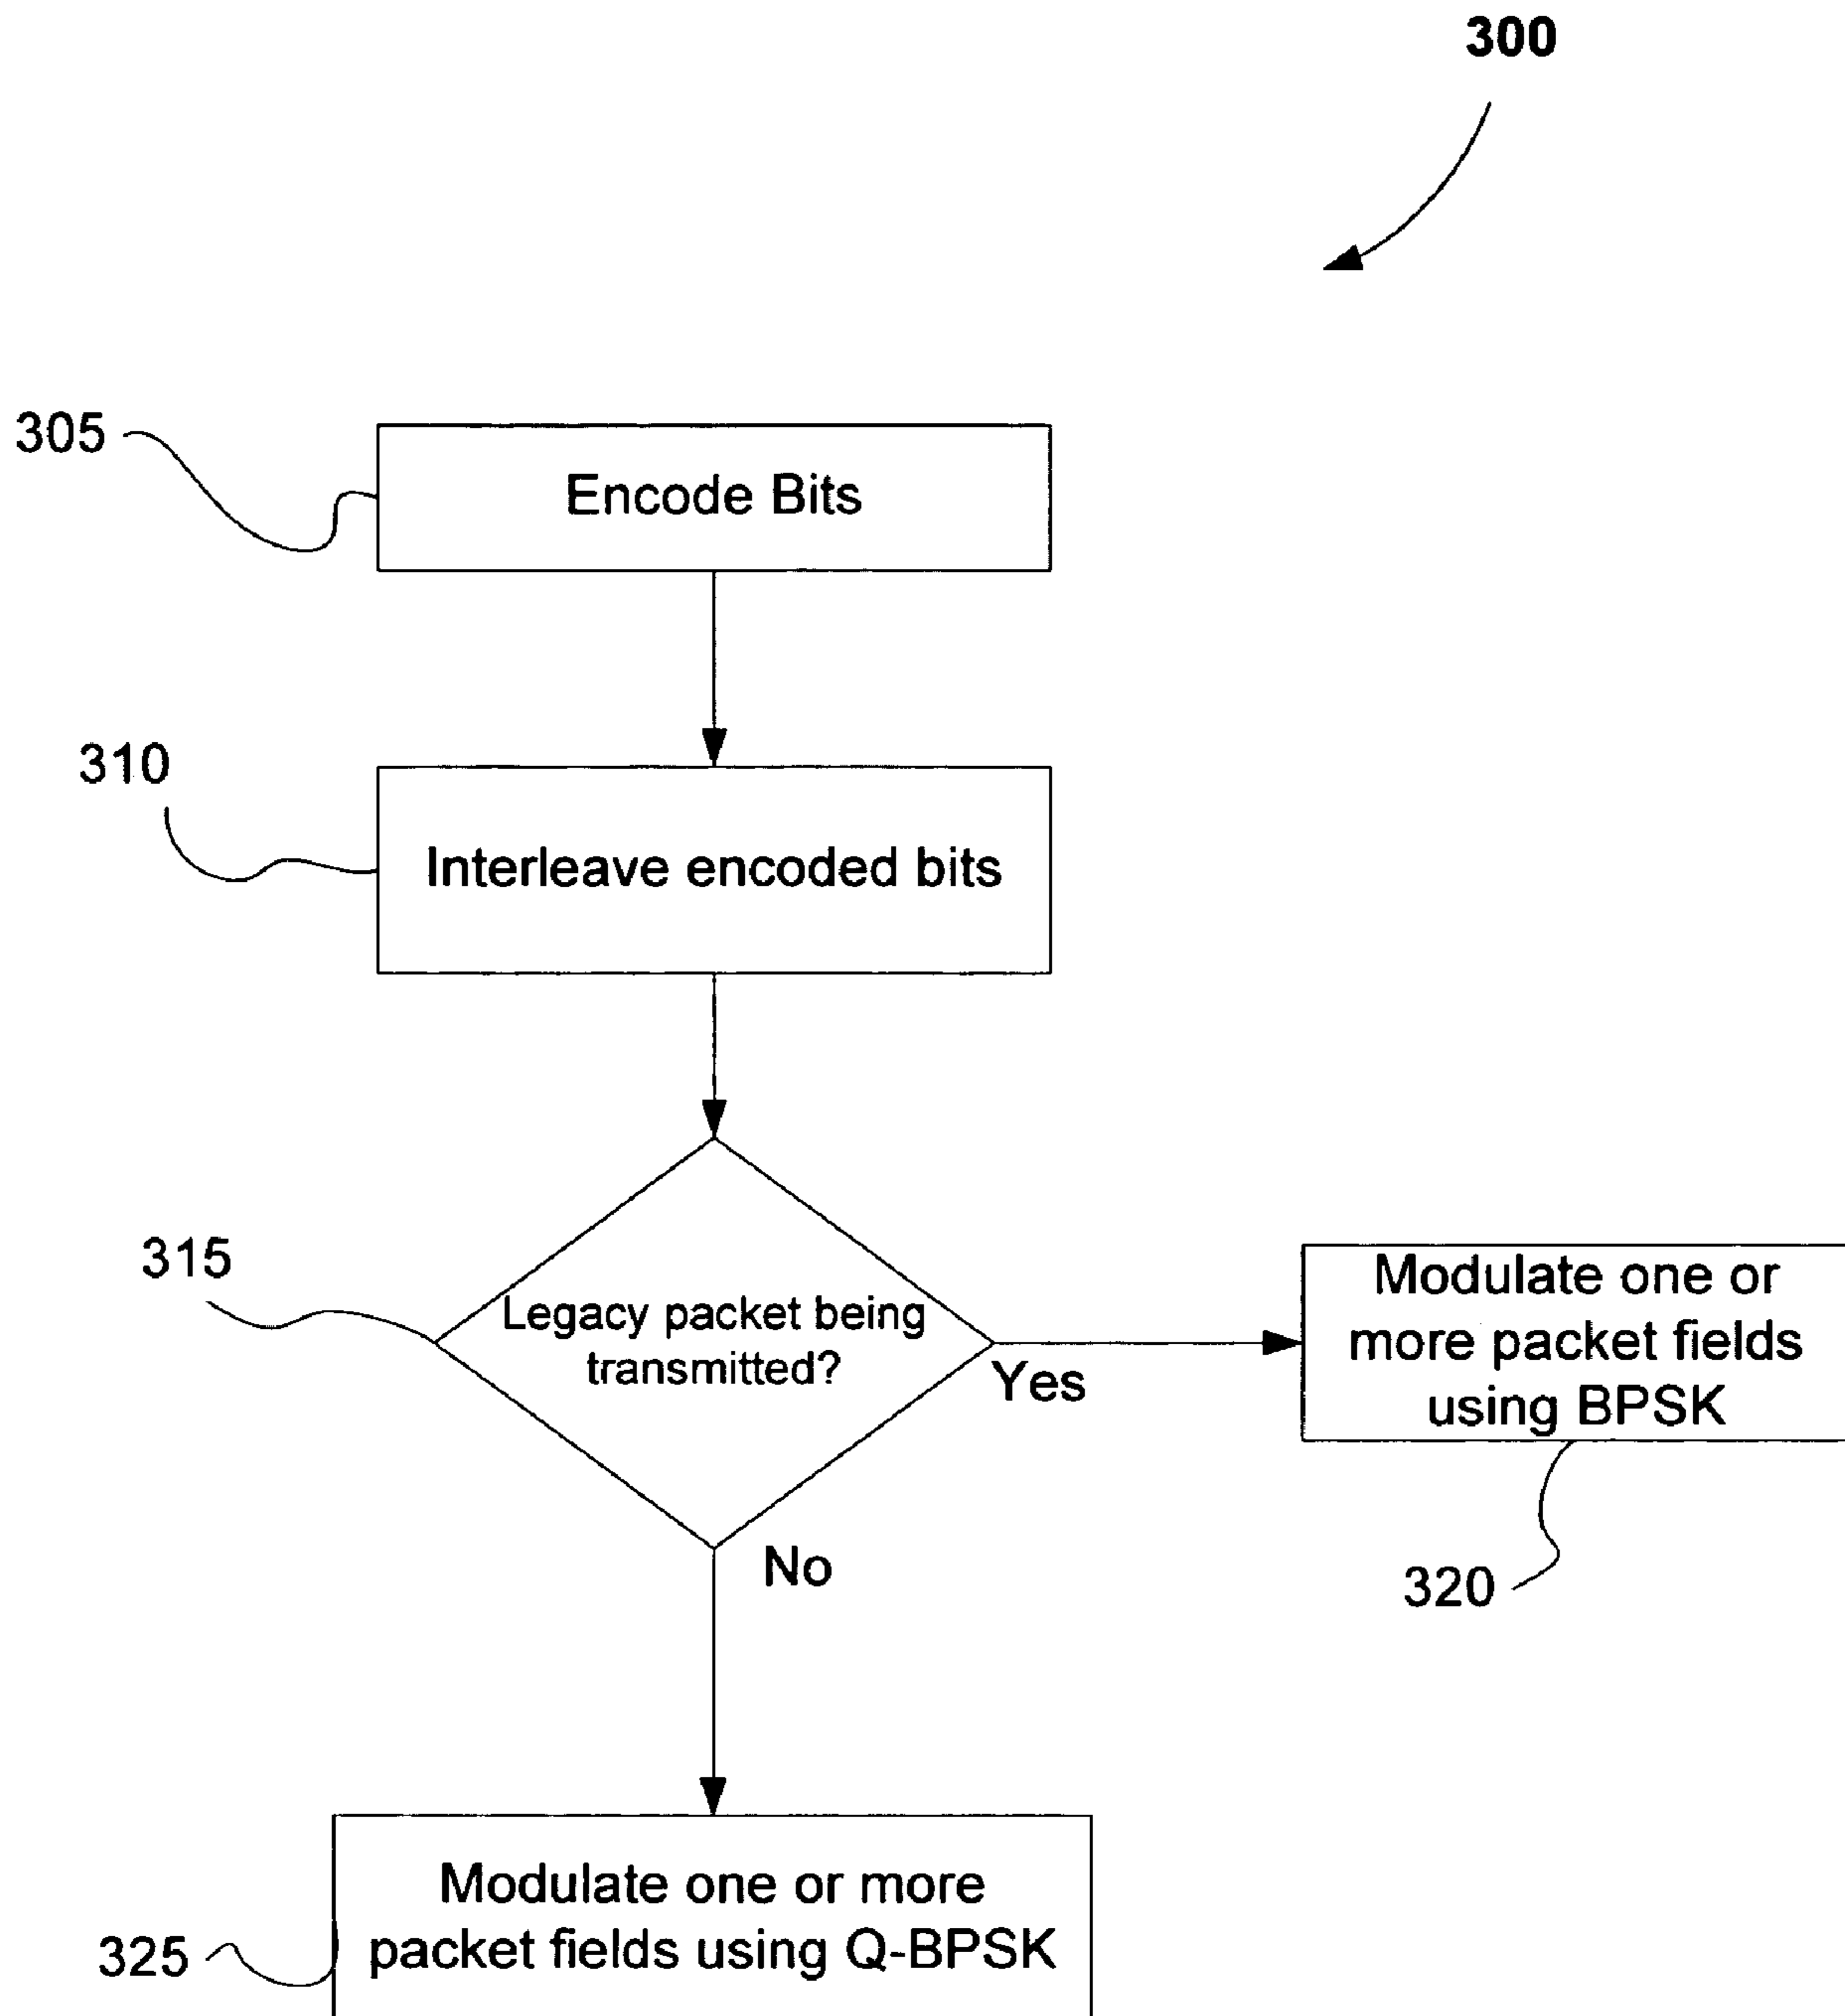 300
305
Encode Bits
310
Interleave encoded bits
315
Legacy packet being
transmitted?
Yes
Modulate one or
more packet fields
using BPSK
320
No
Modulate one or more
packet fields using Q-BPSK
325